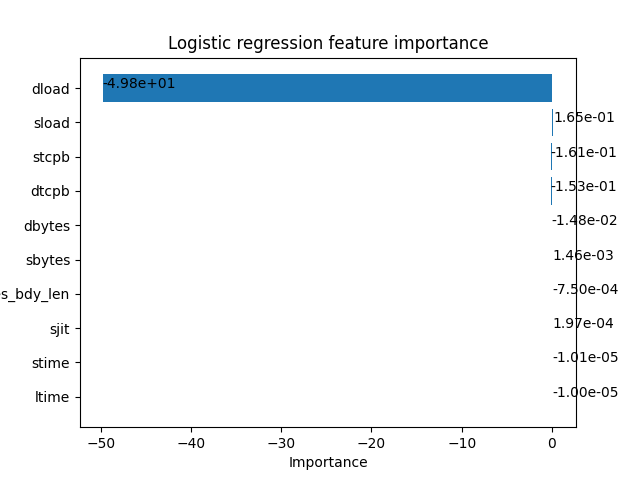 Logistic regression feature importance
dload -4.98e+01
sload 1.65e-01
stcpb -1.61e-01
dtcpb -1.53e-01
dbytes -1.48e-02
sbytes 1.46e-03
s_bdy_len -7.50e-04
sjit 1.97e-04
stime -1.01e-05
ltime -1.00e-05
−50 −40 −30 −20 −10 0
Importance